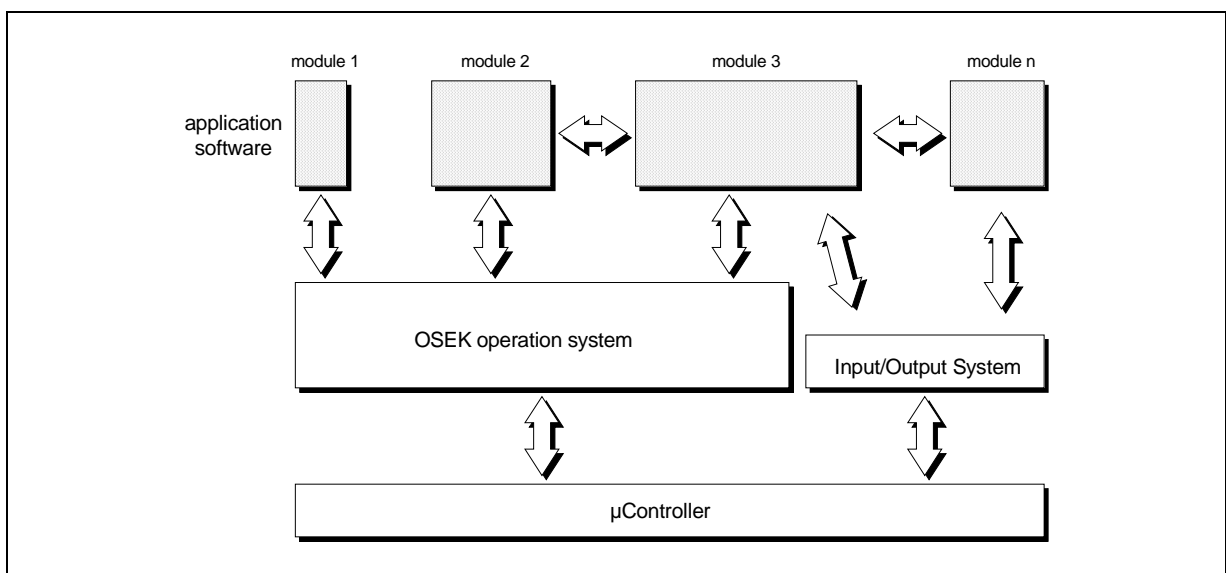 module 1
module 2
module 3
module n
application
software
OSEK operation system
Input/Output System
µController